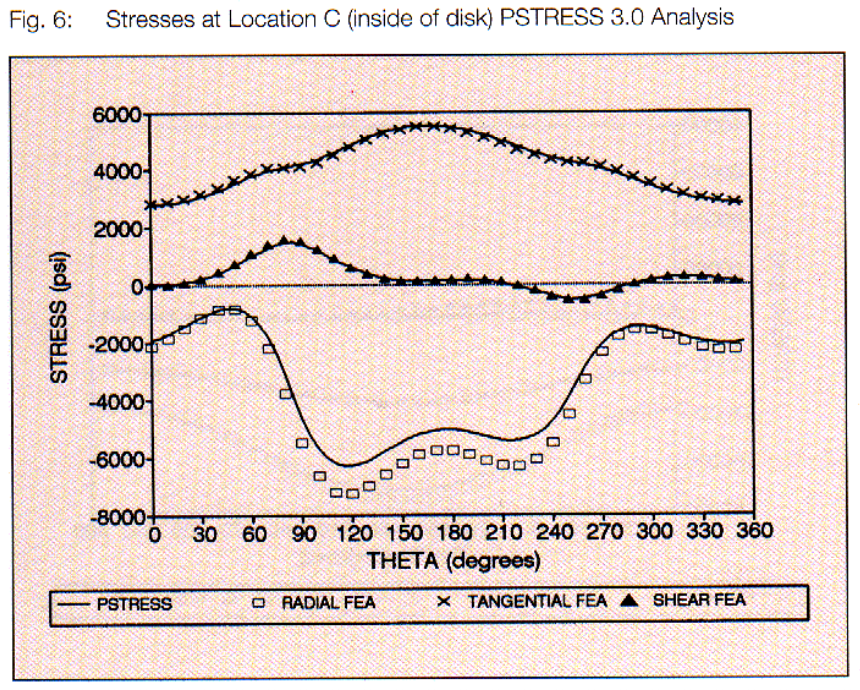 Fig. 6: Stresses at Location C (inside of disk) PSTRESS 3.0 Analysis
STRESS (psi)
6000
4000
2000
0
-2000
-4000
-6000
-8000
0 30 60 90 120 150 180 210 240 270 300 330 360
THETA (degrees)
PSTRESS RADIAL FEA TANGENTIAL FEA SHEAR FEA